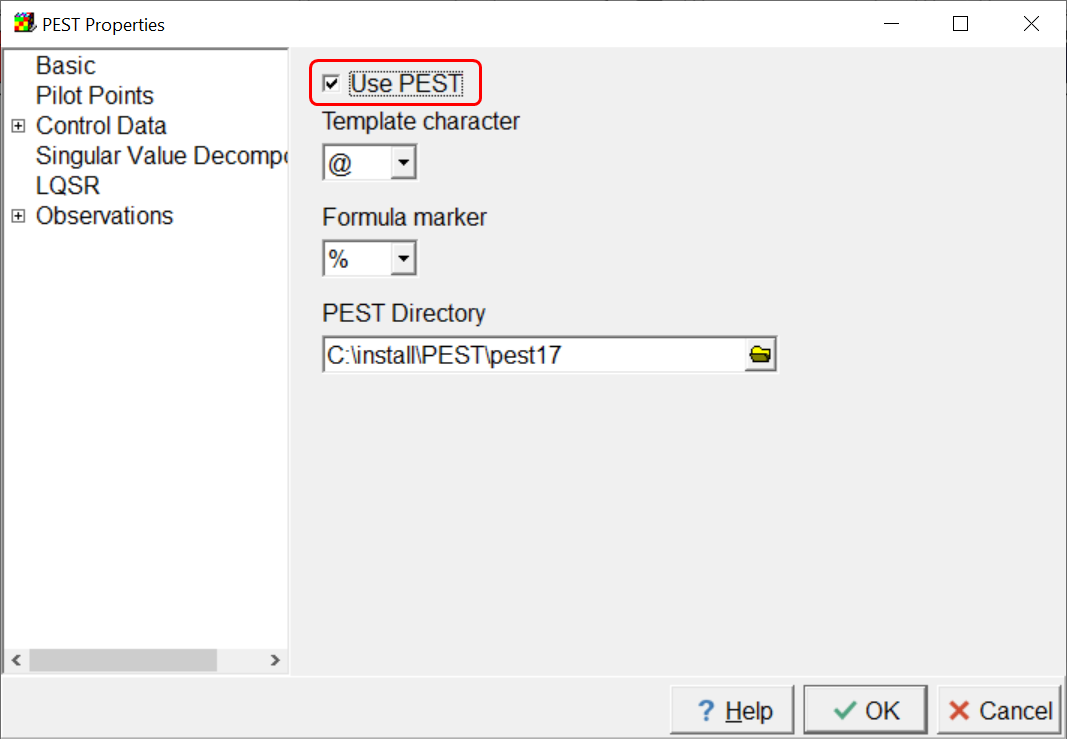 PEST Properties
Basic
Pilot Points
Control Data
Singular Value Decompo
LQSR
Observations
Use PEST
Template character
@
Formula marker
%
PEST Directory
C:\install\PEST\pest17
? Help
OK
Cancel